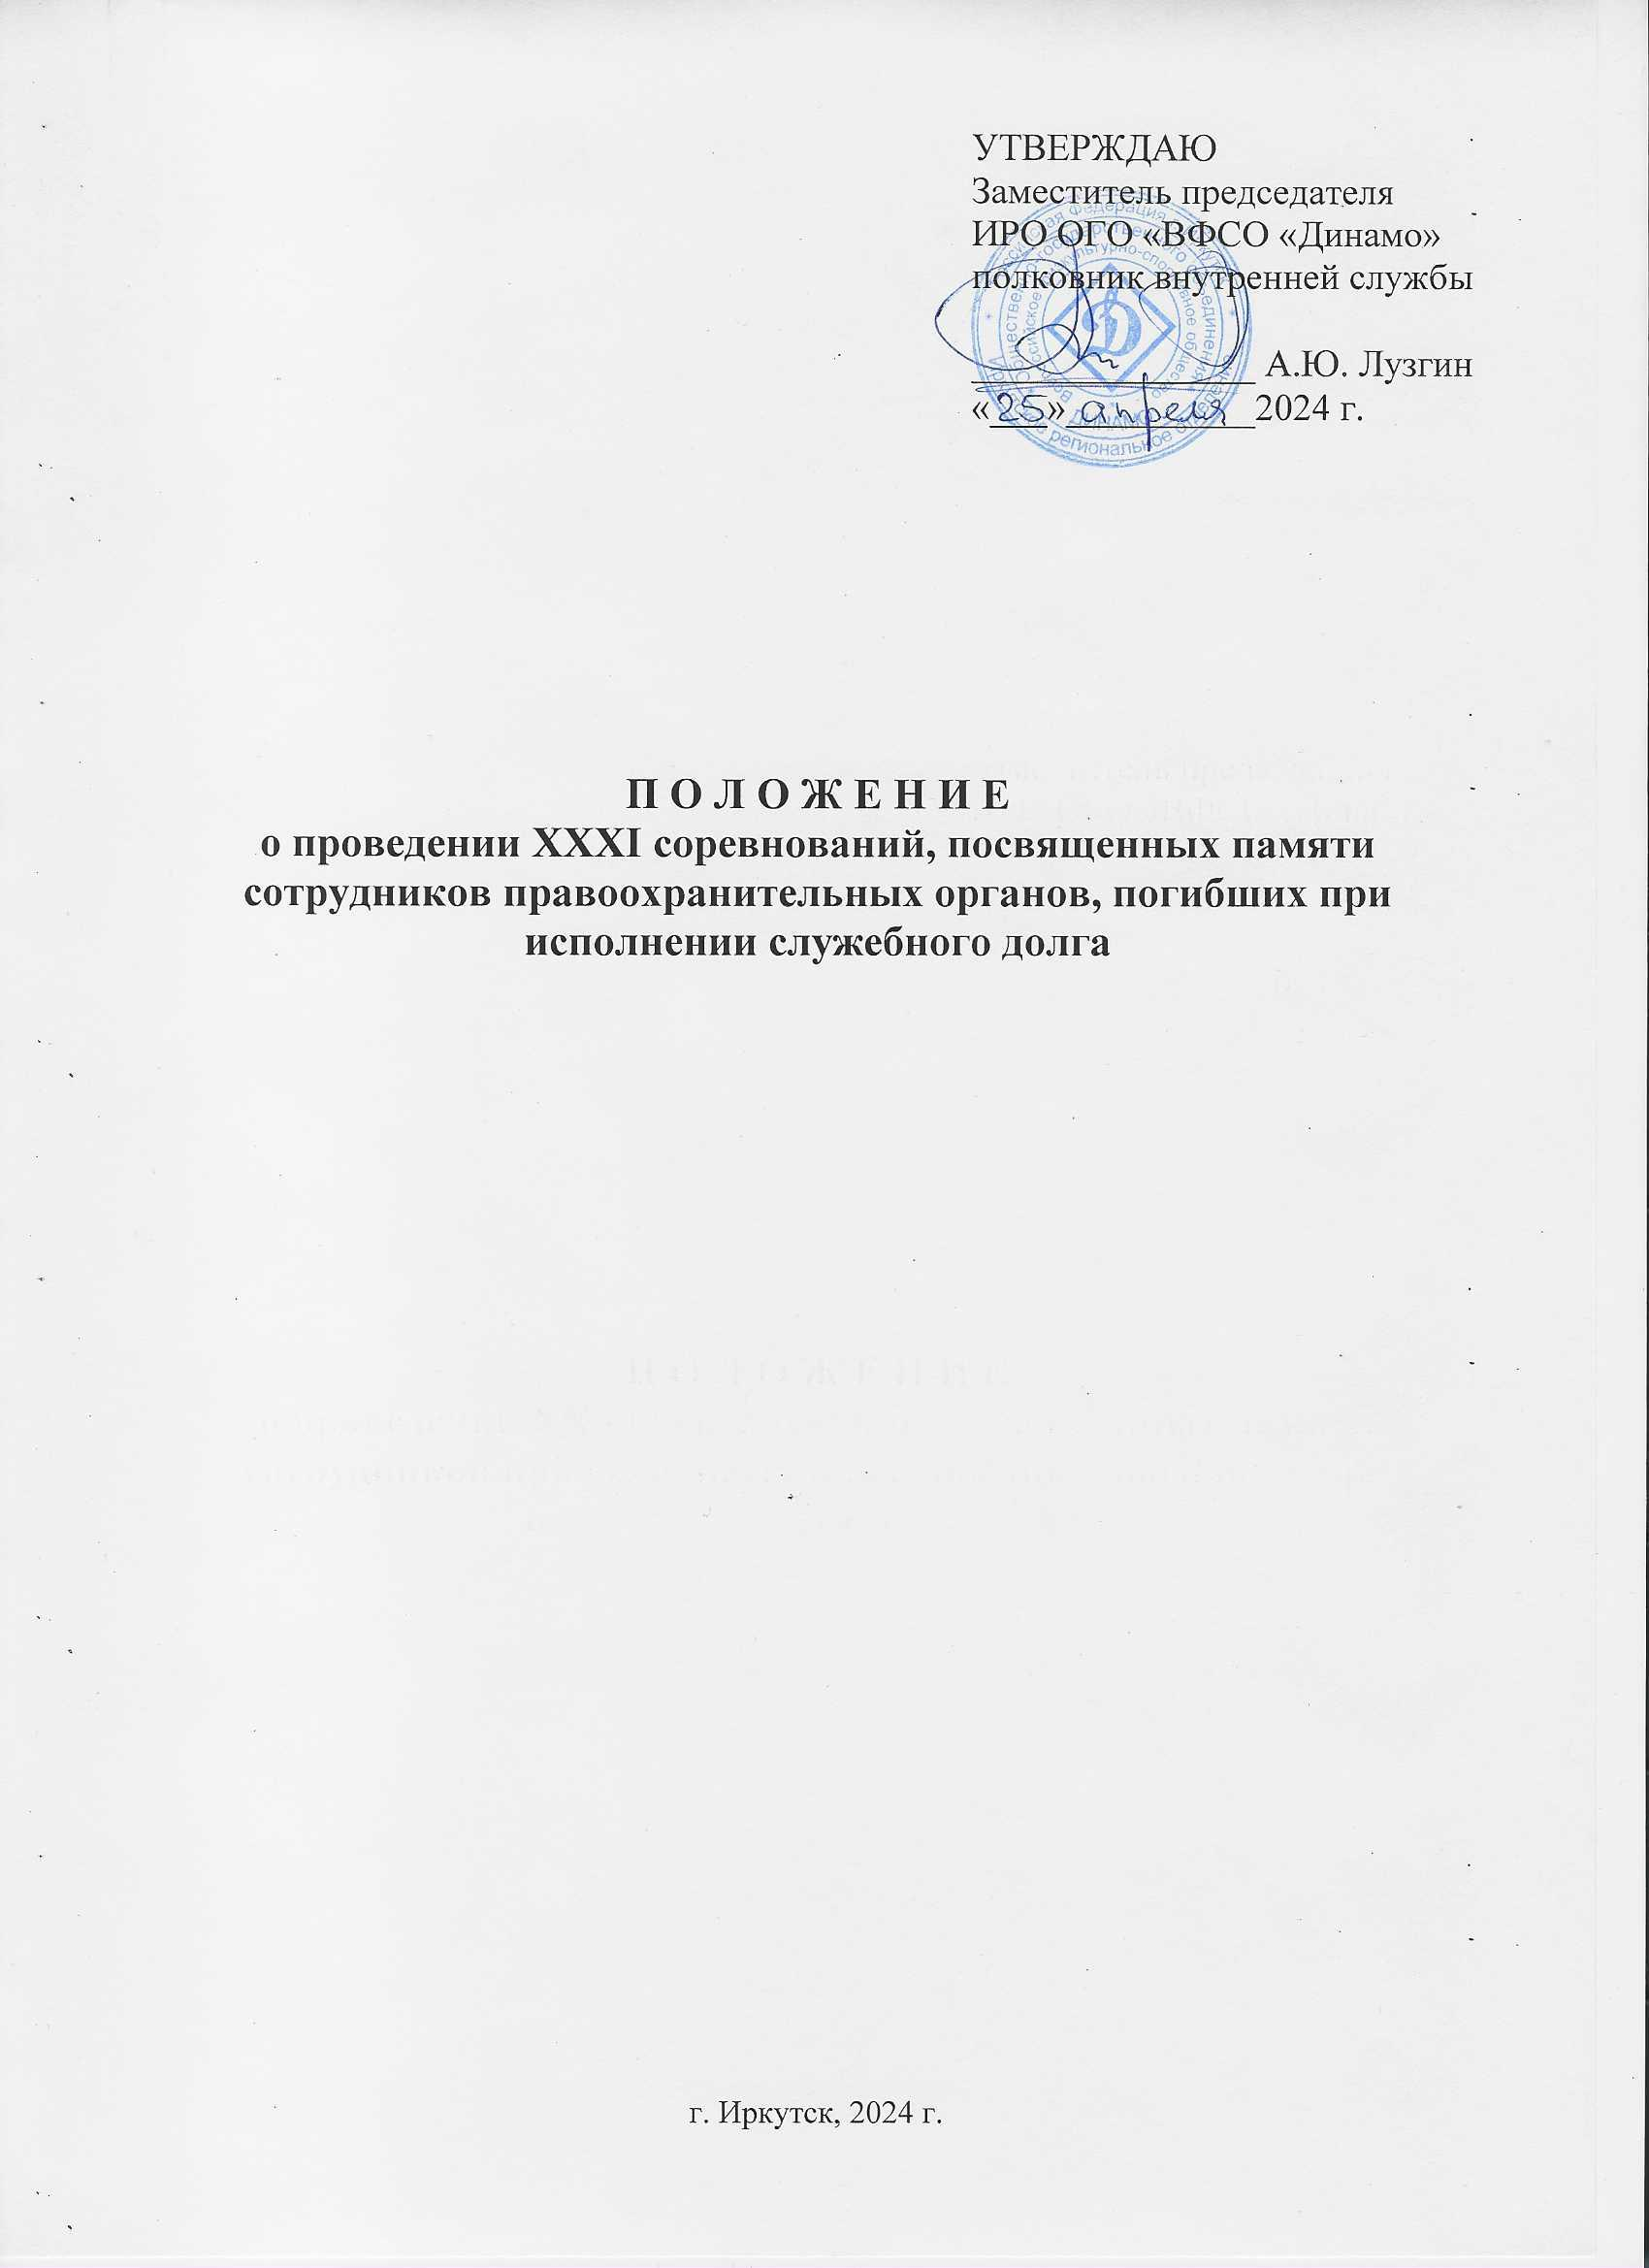 УТВЕРЖДАЮ
Заместитель председателя
ИРО ОГО «ВФСО «Динамо»
полковник внутренней службы
А.Ю. Лузгин
«25» апреля 2024 г.
П О Л О Ж Е Н И Е
о проведении XXXI соревнований, посвященных памяти
сотрудников правоохранительных органов, погибших при
исполнении служебного долга
г. Иркутск, 2024 г.